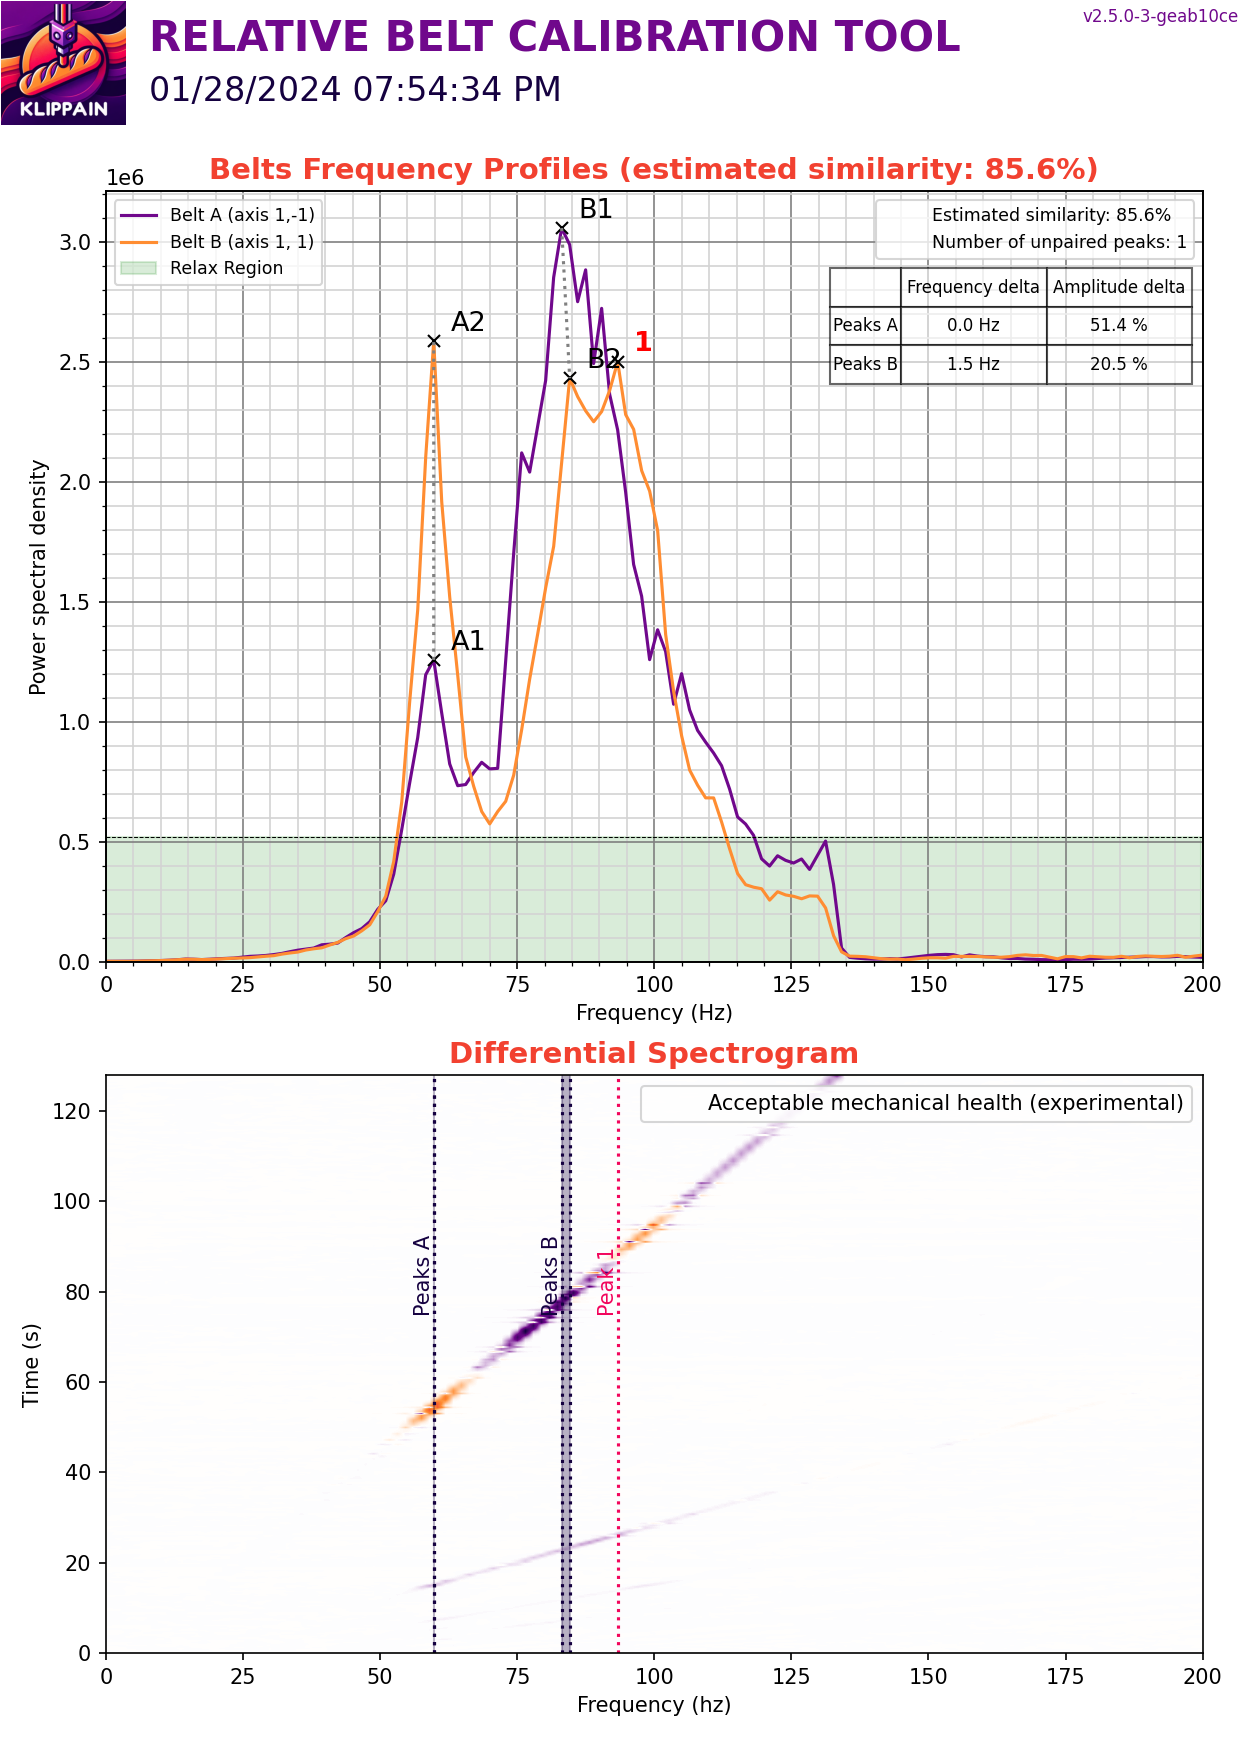 KLIPPAIN
RELATIVE BELT CALIBRATION TOOL
v2.5.0-3-geab10ce
01/28/2024 07:54:34 PM
Belts Frequency Profiles (estimated similarity: 85.6%)
1e6
Belt A (axis 1,-1)
Belt B (axis 1, 1)
Relax Region
Estimated similarity: 85.6%
Number of unpaired peaks: 1
Frequency delta Amplitude delta
Peaks A 0.0 Hz 51.4 %
Peaks B 1.5 Hz 20.5 %
B1
A2
B2
1
A1
Power spectral density
3.0
2.5
2.0
1.5
1.0
0.5
0.0
0 25 50 75 100 125 150 175 200
Frequency (Hz)
Differential Spectrogram
Acceptable mechanical health (experimental)
Peaks A
Peaks B
Peak 1
Time (s)
120
100
80
60
40
20
0
0 25 50 75 100 125 150 175 200
Frequency (hz)